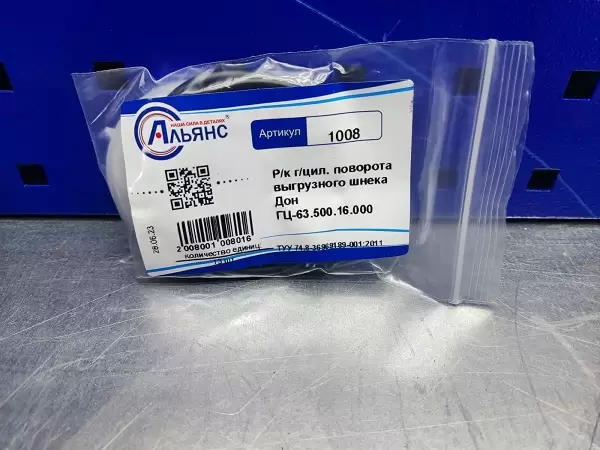 НАША СИЛА В ДЕТАЛЯХ
АЛЬЯНС
Артикул 1008
Р/к г/цил. поворота
выгрузного шнека
Дон
ГЦ-63.500.16.000
26.06.23
2 008001 008016
количество единиц
ТУУ 74.8-36968189-001:2011